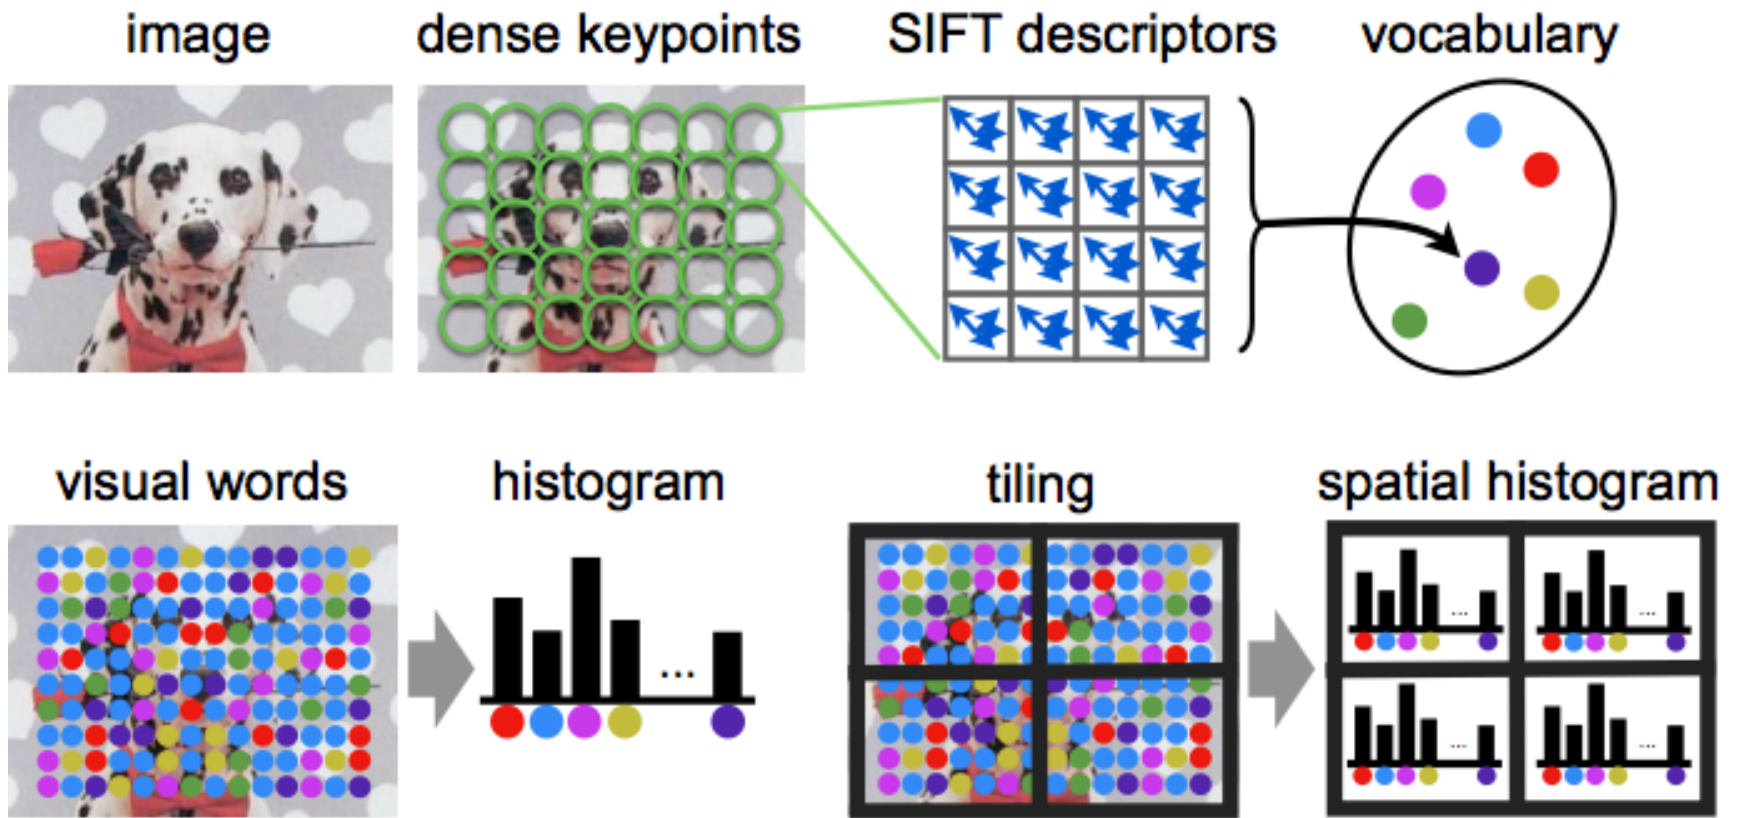 image
dense keypoints
SIFT descriptors
vocabulary
visual words
histogram
tiling
spatial histogram
...
... ...
... ...